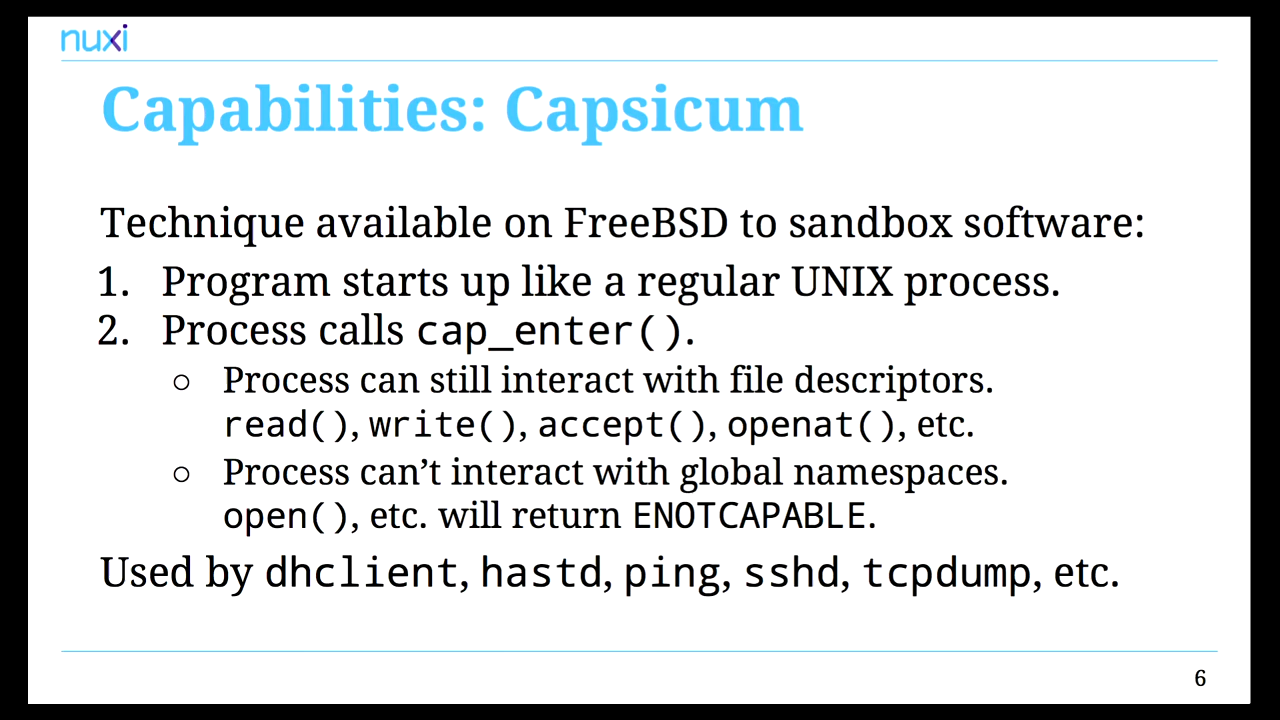 nuxi
Capabilities: Capsicum
Technique available on FreeBSD to sandbox software:
1. Program starts up like a regular UNIX process.
2. Process calls cap_enter().
○ Process can still interact with file descriptors.
read(), write(), accept(), openat(), etc.
○ Process can’t interact with global namespaces.
open(), etc. will return ENOTCAPABLE.
Used by dhclient, hastd, ping, sshd, tcpdump, etc.
6